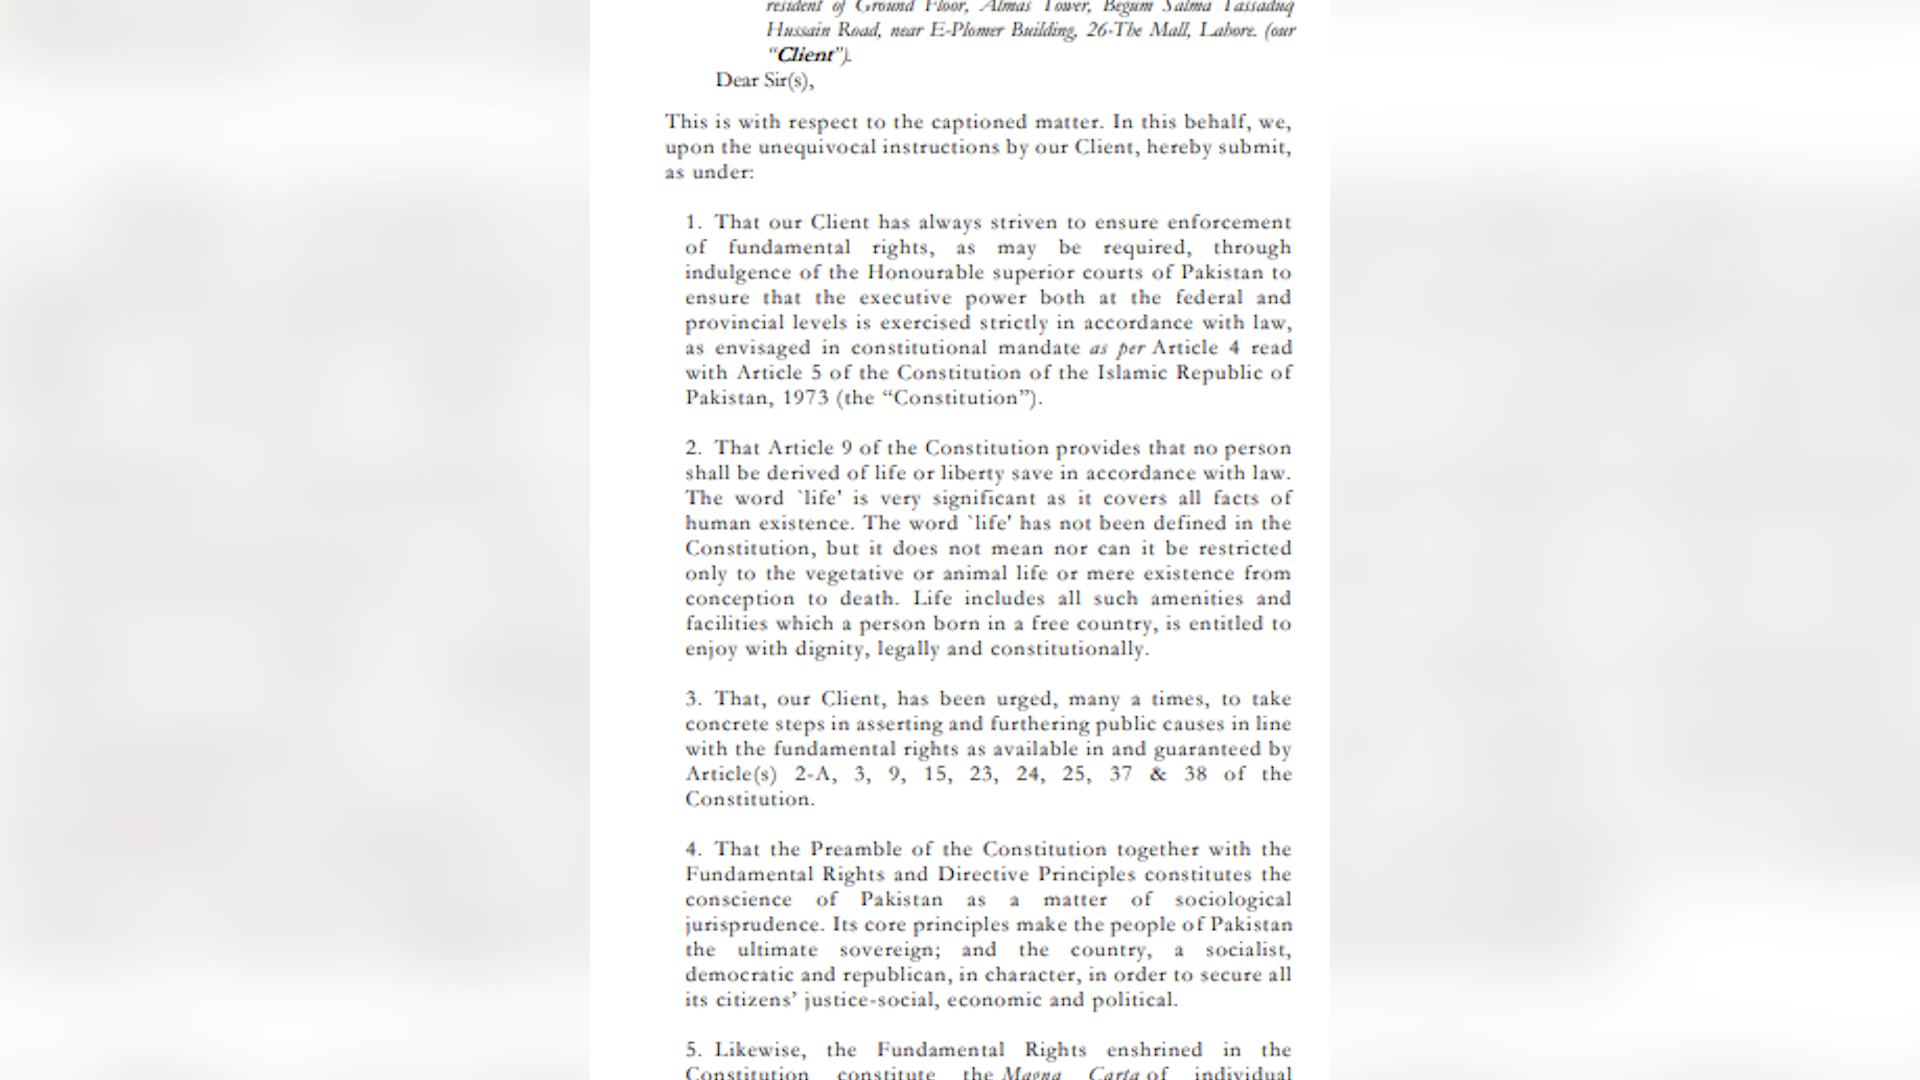 resident of Ground Floor, Almas Tower, Begum Salma Tassaduq
Hussain Road, near E-Plomer Building, 26-The Mall, Lahore. (our
“Client”).
Dear Sir(s),
This is with respect to the captioned matter. In this behalf, we,
upon the unequivocal instructions by our Client, hereby submit,
as under:
1. That our Client has always striven to ensure enforcement
of fundamental rights, as may be required, through
indulgence of the Honourable superior courts of Pakistan to
ensure that the executive power both at the federal and
provincial levels is exercised strictly in accordance with law,
as envisaged in constitutional mandate as per Article 4 read
with Article 5 of the Constitution of the Islamic Republic of
Pakistan, 1973 (the “Constitution”).
2. That Article 9 of the Constitution provides that no person
shall be derived of life or liberty save in accordance with law.
The word `life' is very significant as it covers all facts of
human existence. The word `life' has not been defined in the
Constitution, but it does not mean nor can it be restricted
only to the vegetative or animal life or mere existence from
conception to death. Life includes all such amenities and
facilities which a person born in a free country, is entitled to
enjoy with dignity, legally and constitutionally.
3. That, our Client, has been urged, many a times, to take
concrete steps in asserting and furthering public causes in line
with the fundamental rights as available in and guaranteed by
Article(s) 2-A, 3, 9, 15, 23, 24, 25, 37 & 38 of the
Constitution.
4. That the Preamble of the Constitution together with the
Fundamental Rights and Directive Principles constitutes the
conscience of Pakistan as a matter of sociological
jurisprudence. Its core principles make the people of Pakistan
the ultimate sovereign; and the country, a socialist,
democratic and republican, in character, in order to secure all
its citizens’ justice-social, economic and political.
5. Likewise, the Fundamental Rights enshrined in the
Constitution constitute the Magna Carta of individual